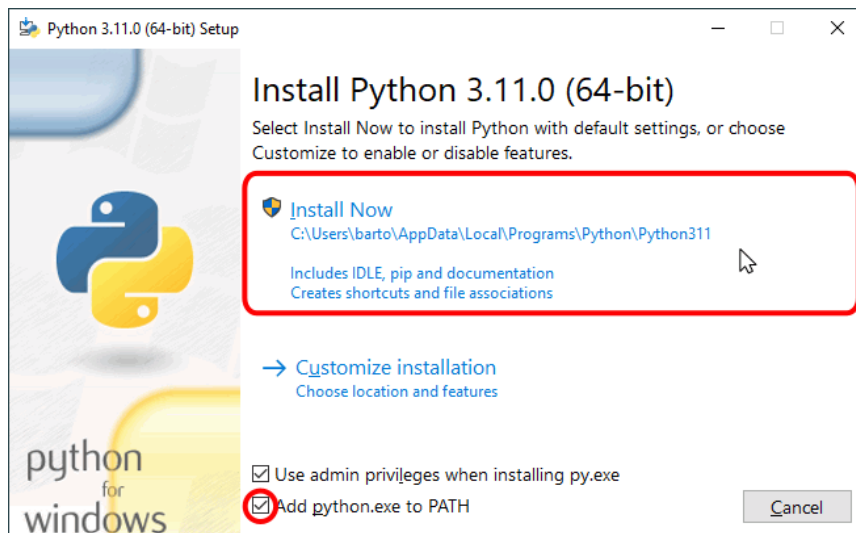 Python 3.11.0 (64-bit) Setup
Install Python 3.11.0 (64-bit)
Select Install Now to install Python with default settings, or choose
Customize to enable or disable features.
Install Now
C:\Users\barto\AppData\Local\Programs\Python\Python311
Includes IDLE, pip and documentation
Creates shortcuts and file associations
Customize installation
Choose location and features
python
for
windows
Use admin privileges when installing py.exe
Add python.exe to PATH
Cancel